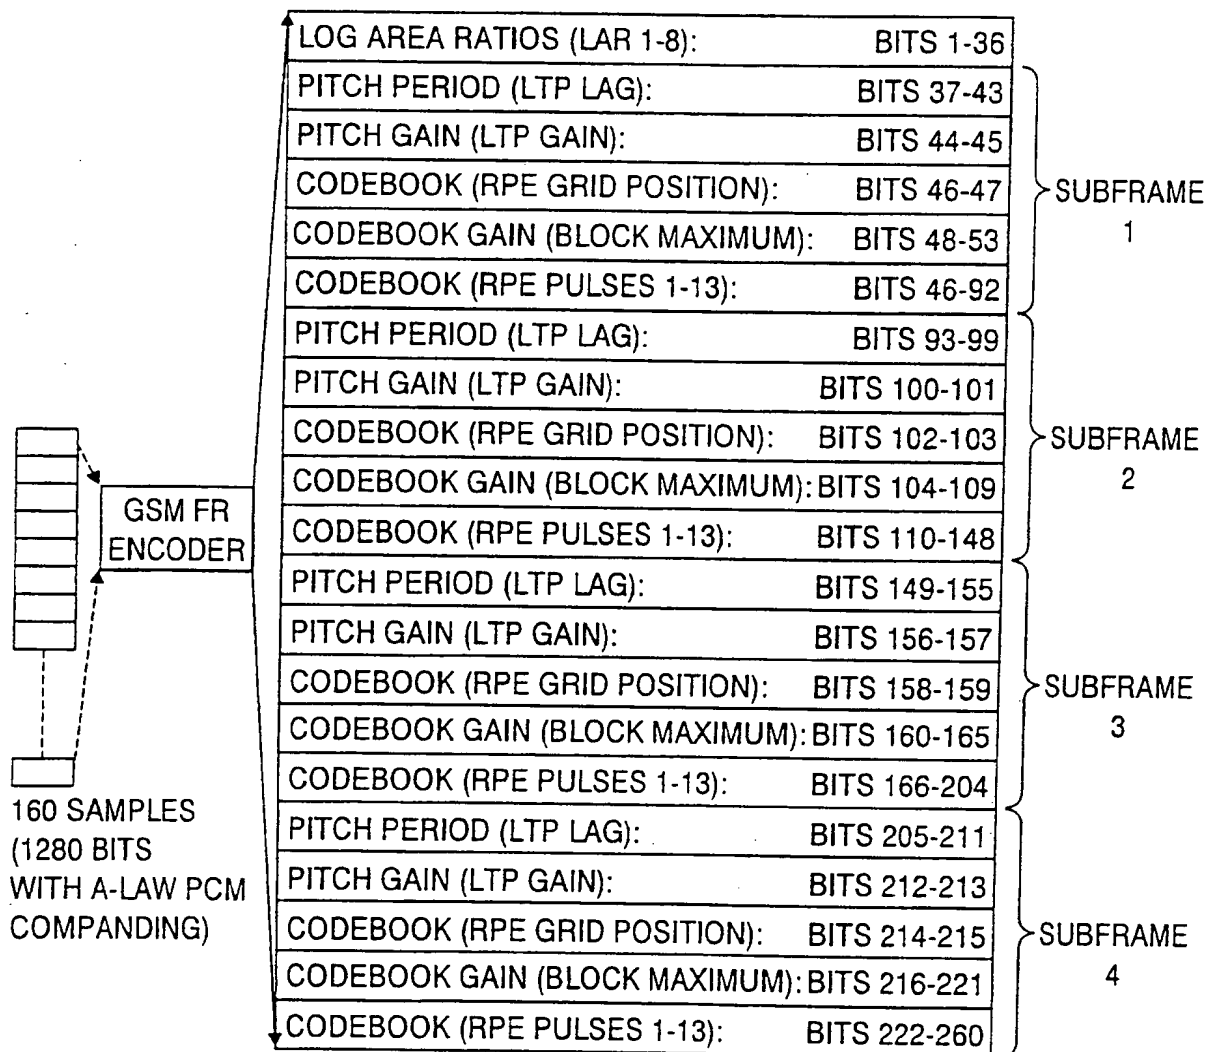 LOG AREA RATIOS (LAR 1-8): BITS 1-36
PITCH PERIOD (LTP LAG): BITS 37-43
PITCH GAIN (LTP GAIN): BITS 44-45
CODEBOOK (RPE GRID POSITION): BITS 46-47
CODEBOOK GAIN (BLOCK MAXIMUM): BITS 48-53
CODEBOOK (RPE PULSES 1-13): BITS 46-92
SUBFRAME
1
PITCH PERIOD (LTP LAG): BITS 93-99
PITCH GAIN (LTP GAIN): BITS 100-101
CODEBOOK (RPE GRID POSITION): BITS 102-103
CODEBOOK GAIN (BLOCK MAXIMUM): BITS 104-109
CODEBOOK (RPE PULSES 1-13): BITS 110-148
SUBFRAME
2
PITCH PERIOD (LTP LAG): BITS 149-155
PITCH GAIN (LTP GAIN): BITS 156-157
CODEBOOK (RPE GRID POSITION): BITS 158-159
CODEBOOK GAIN (BLOCK MAXIMUM): BITS 160-165
CODEBOOK (RPE PULSES 1-13): BITS 166-204
SUBFRAME
3
PITCH PERIOD (LTP LAG): BITS 205-211
PITCH GAIN (LTP GAIN): BITS 212-213
CODEBOOK (RPE GRID POSITION): BITS 214-215
CODEBOOK GAIN (BLOCK MAXIMUM): BITS 216-221
CODEBOOK (RPE PULSES 1-13): BITS 222-260
SUBFRAME
4
GSM FR
ENCODER
160 SAMPLES
(1280 BITS
WITH A-LAW PCM
COMPANDING)